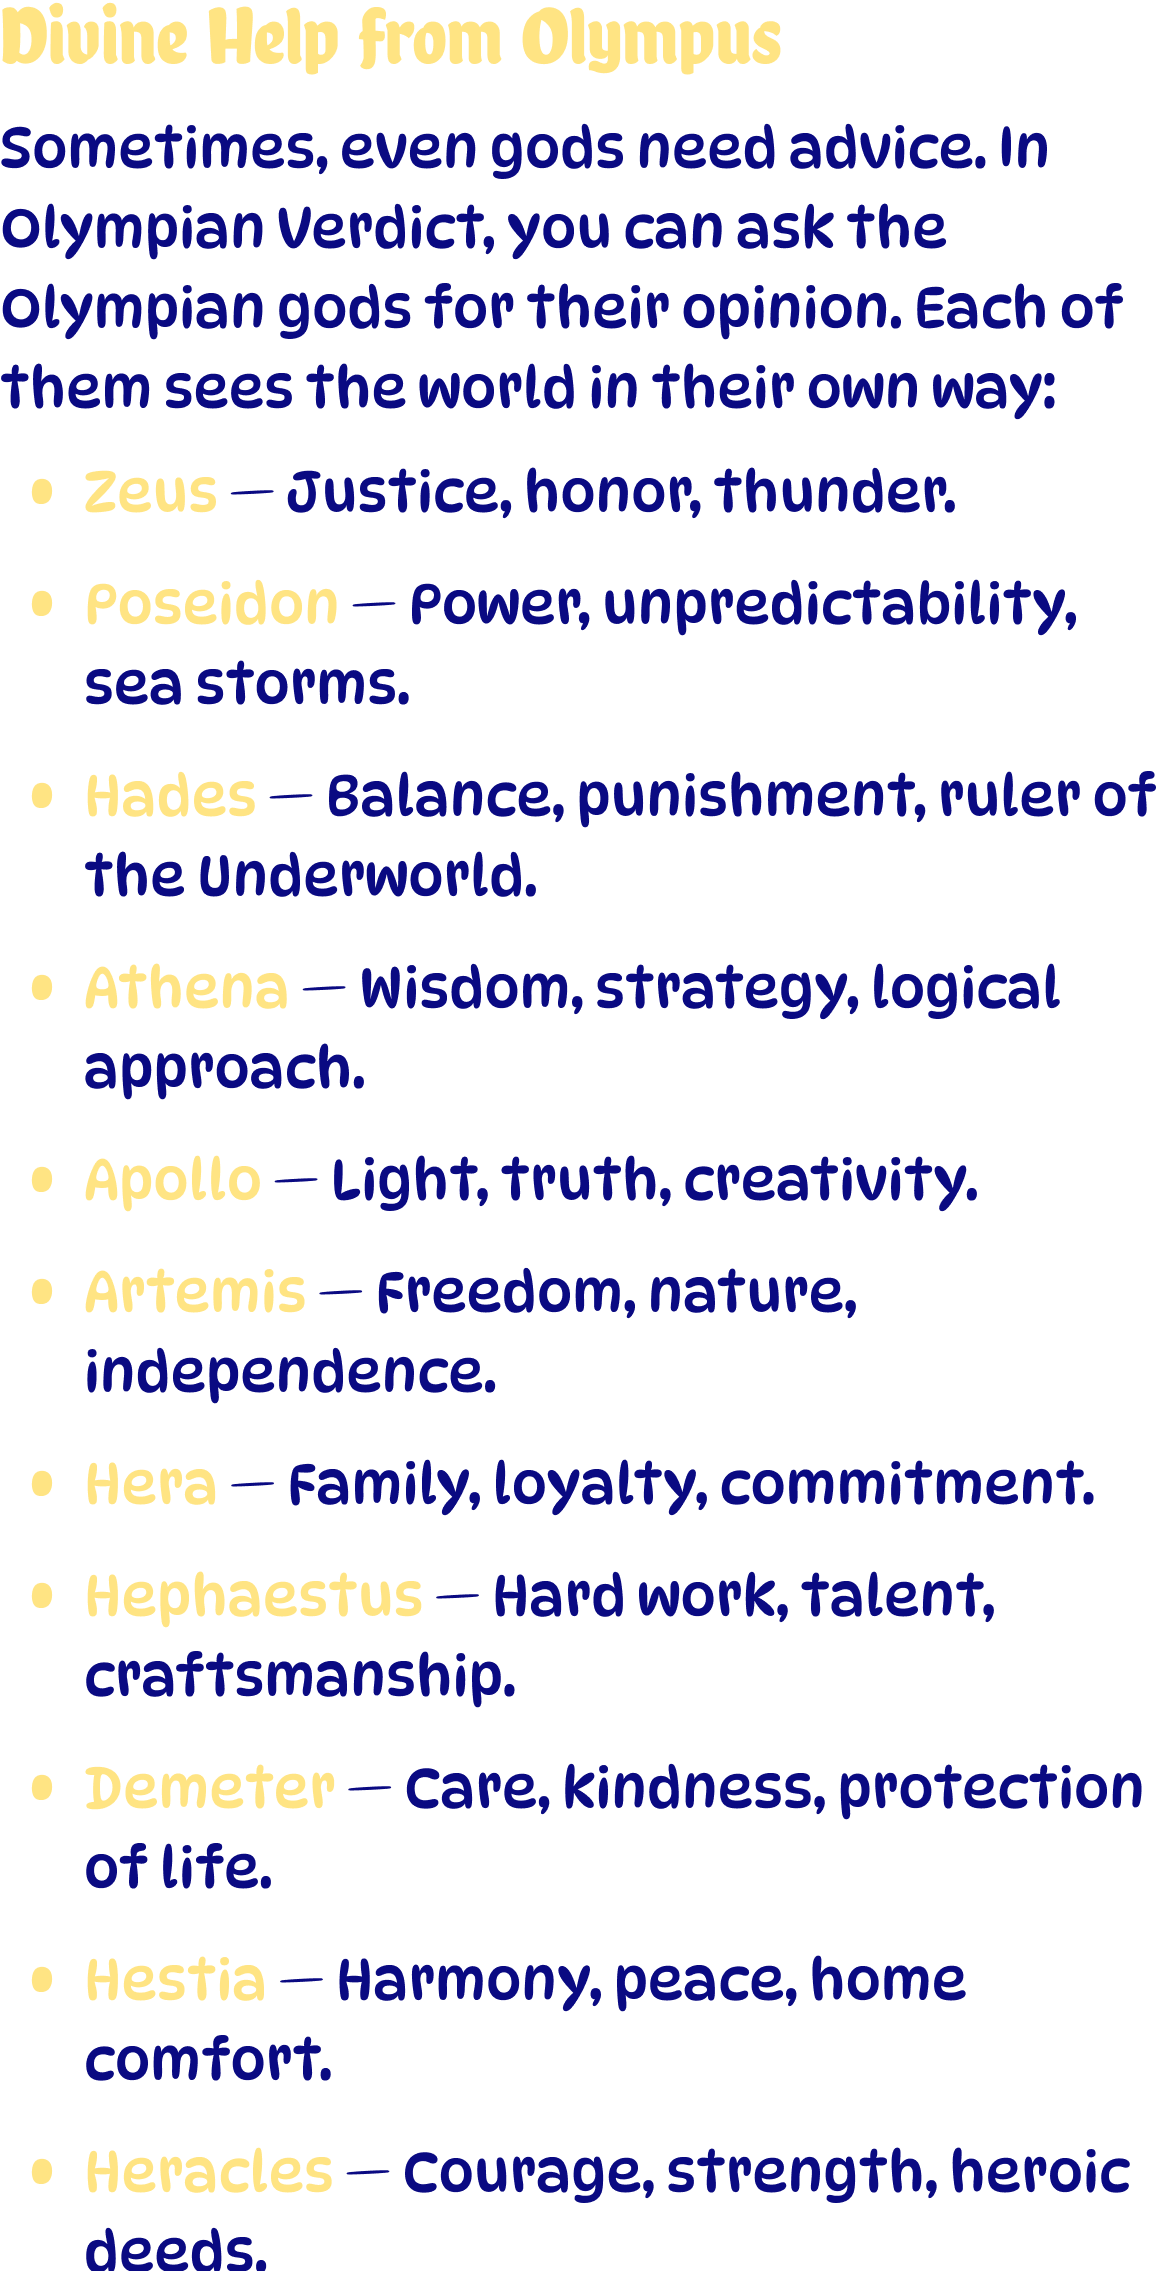 Divine Help from Olympus
Sometimes, even gods need advice. In
Olympian Verdict, you can ask the
Olympian gods for their opinion. Each of
them sees the world in their own way:
• Zeus — Justice, honor, thunder.
• Poseidon — Power, unpredictability,
sea storms.
• Hades — Balance, punishment, ruler of
the Underworld.
• Athena — Wisdom, strategy, logical
approach.
• Apollo — Light, truth, creativity.
• Artemis — Freedom, nature,
independence.
• Hera — Family, loyalty, commitment.
• Hephaestus — Hard work, talent,
craftsmanship.
• Demeter — Care, kindness, protection
of life.
• Hestia — Harmony, peace, home
comfort.
• Heracles — Courage, strength, heroic
deeds.